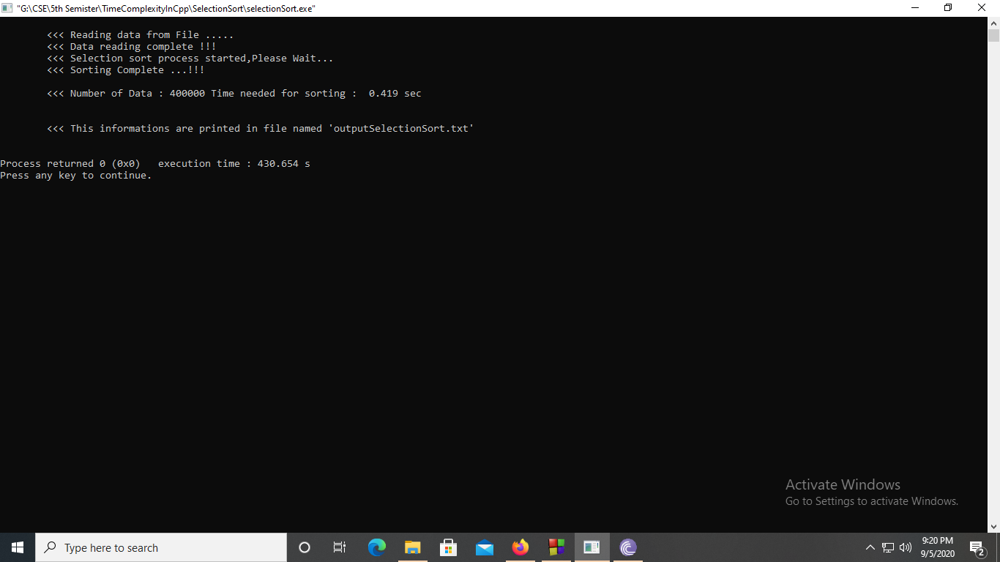 "G:\CSE\5th Semister\TimeComplexityInCpp\SelectionSort\selectionSort.exe"
<<< Reading data from File .....
<<< Data reading complete !!!
<<< Selection sort process started,Please Wait...
<<< Sorting Complete ...!!!
<<< Number of Data : 400000 Time needed for sorting :  0.419 sec
<<< This informations are printed in file named 'outputSelectionSort.txt'
Process returned 0 (0x0)   execution time : 430.654 s
Press any key to continue.
Activate Windows
Go to Settings to activate Windows.
Type here to search
9:20 PM
9/5/2020
2